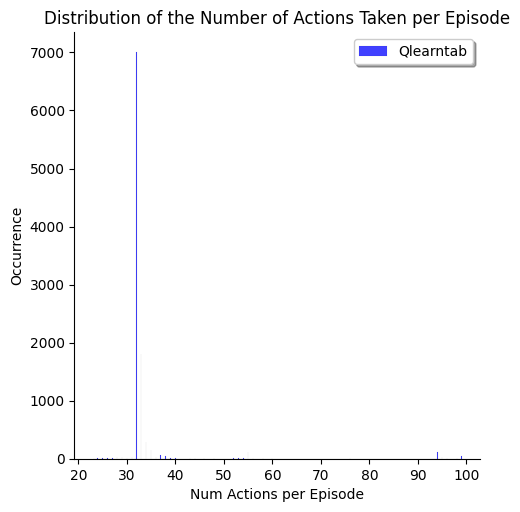 Distribution of the Number of Actions Taken per Episode
Qlearntab
7000
6000
5000
4000
3000
2000
1000
0
Occurrence
20 30 40 50 60 70 80 90 100
Num Actions per Episode